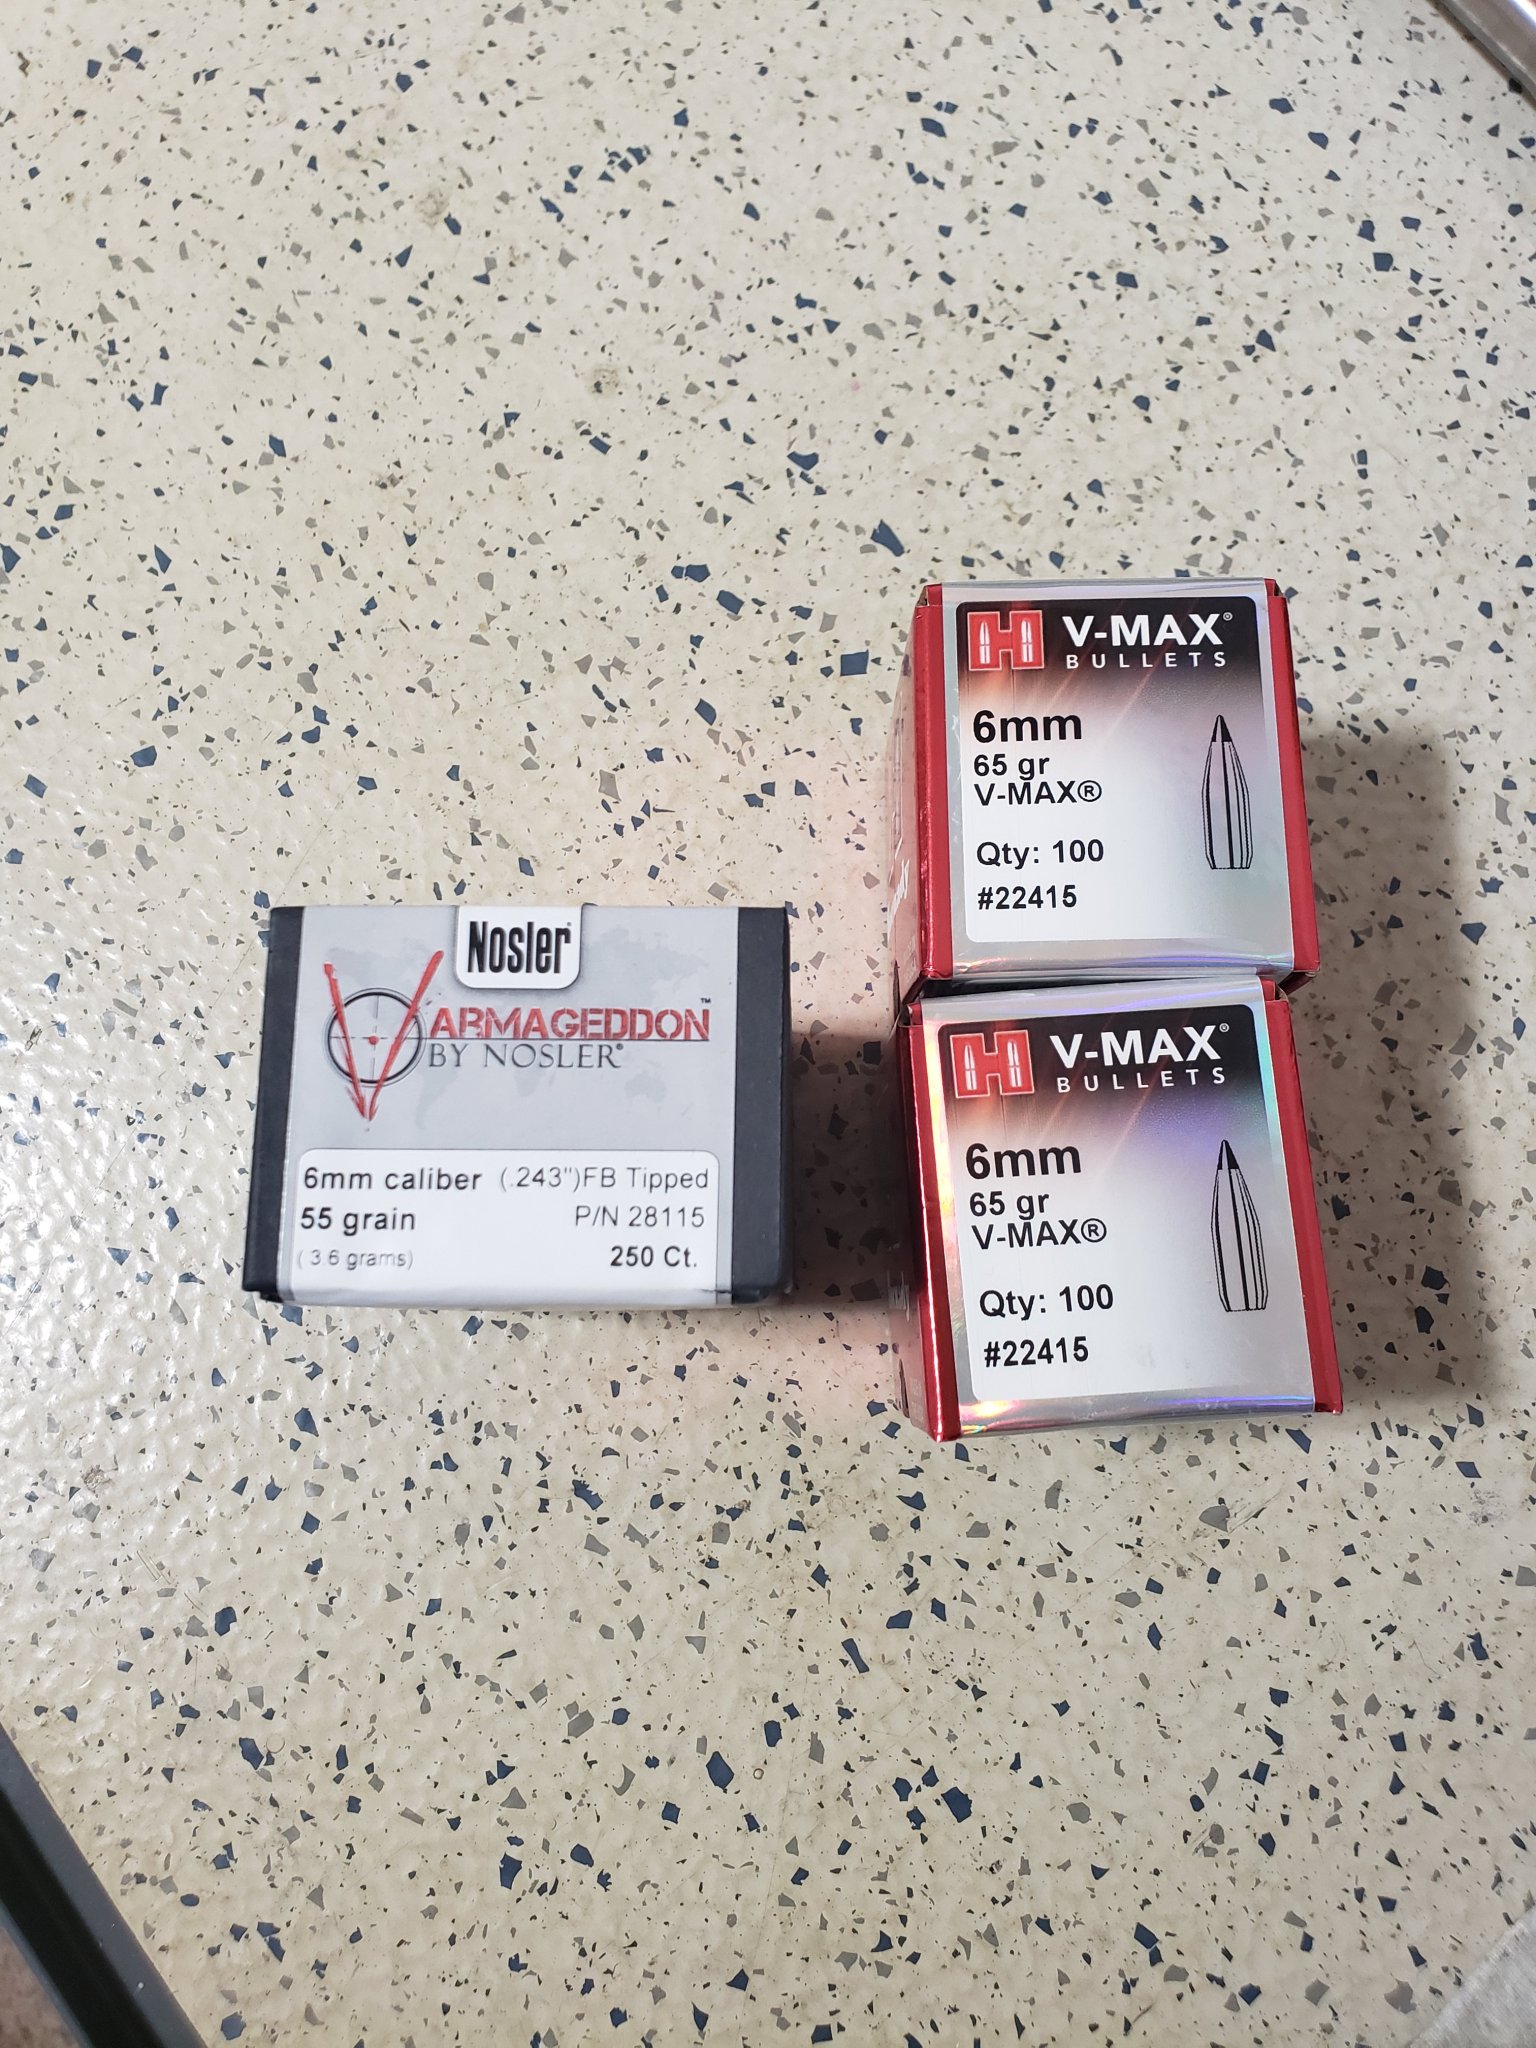 Nosler
VARMAGEDDON™
BY NOSLER®
6mm caliber (.243")FB Tipped
55 grain P/N 28115
(3.6 grams) 250 Ct.
H V-MAX®
BULLETS
6mm
65 gr
V-MAX®
Qty: 100
#22415
H V-MAX®
BULLETS
6mm
65 gr
V-MAX®
Qty: 100
#22415